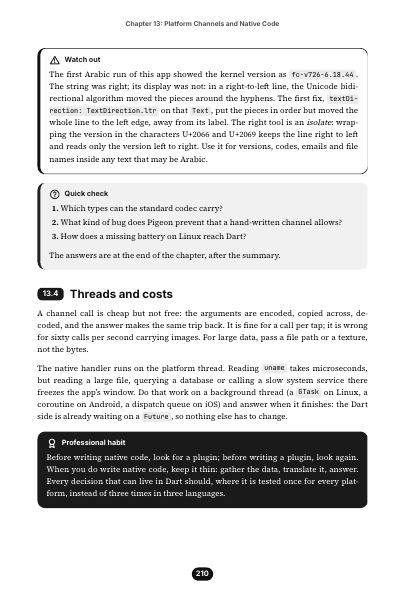 Chapter 13: Platform Channels and Native Code
Watch out
The first Arabic run of this app showed the kernel version as fc-v726-6.18.44.
The string was right; its display was not: in a right-to-left line, the Unicode bidi-
rectional algorithm moved the pieces around the hyphens. The first fix, textDi-
rection: TextDirection.ltr on that Text, put the pieces in order but moved the
whole line to the left edge, away from its label. The right tool is an isolate: wrap-
ping the version in the characters U+2066 and U+2069 keeps the line right to left
and reads only the version left to right. Use it for versions, codes, emails and file
names inside any text that may be Arabic.
Quick check
1. Which types can the standard codec carry?
2. What kind of bug does Pigeon prevent that a hand-written channel allows?
3. How does a missing battery on Linux reach Dart?
The answers are at the end of the chapter, after the summary.
13.4 Threads and costs
A channel call is cheap but not free: the arguments are encoded, copied across, de-
coded, and the answer makes the same trip back. It is fine for a call per tap; it is wrong
for sixty calls per second carrying images. For large data, pass a file path or a texture,
not the bytes.
The native handler runs on the platform thread. Reading uname takes microseconds,
but reading a large file, querying a database or calling a slow system service there
freezes the app's window. Do that work on a background thread (a GTask on Linux, a
coroutine on Android, a dispatch queue on iOS) and answer when it finishes: the Dart
side is already waiting on a Future, so nothing else has to change.
Professional habit
Before writing native code, look for a plugin; before writing a plugin, look again.
When you do write native code, keep it thin: gather the data, translate it, answer.
Every decision that can live in Dart should, where it is tested once for every plat-
form, instead of three times in three languages.
210